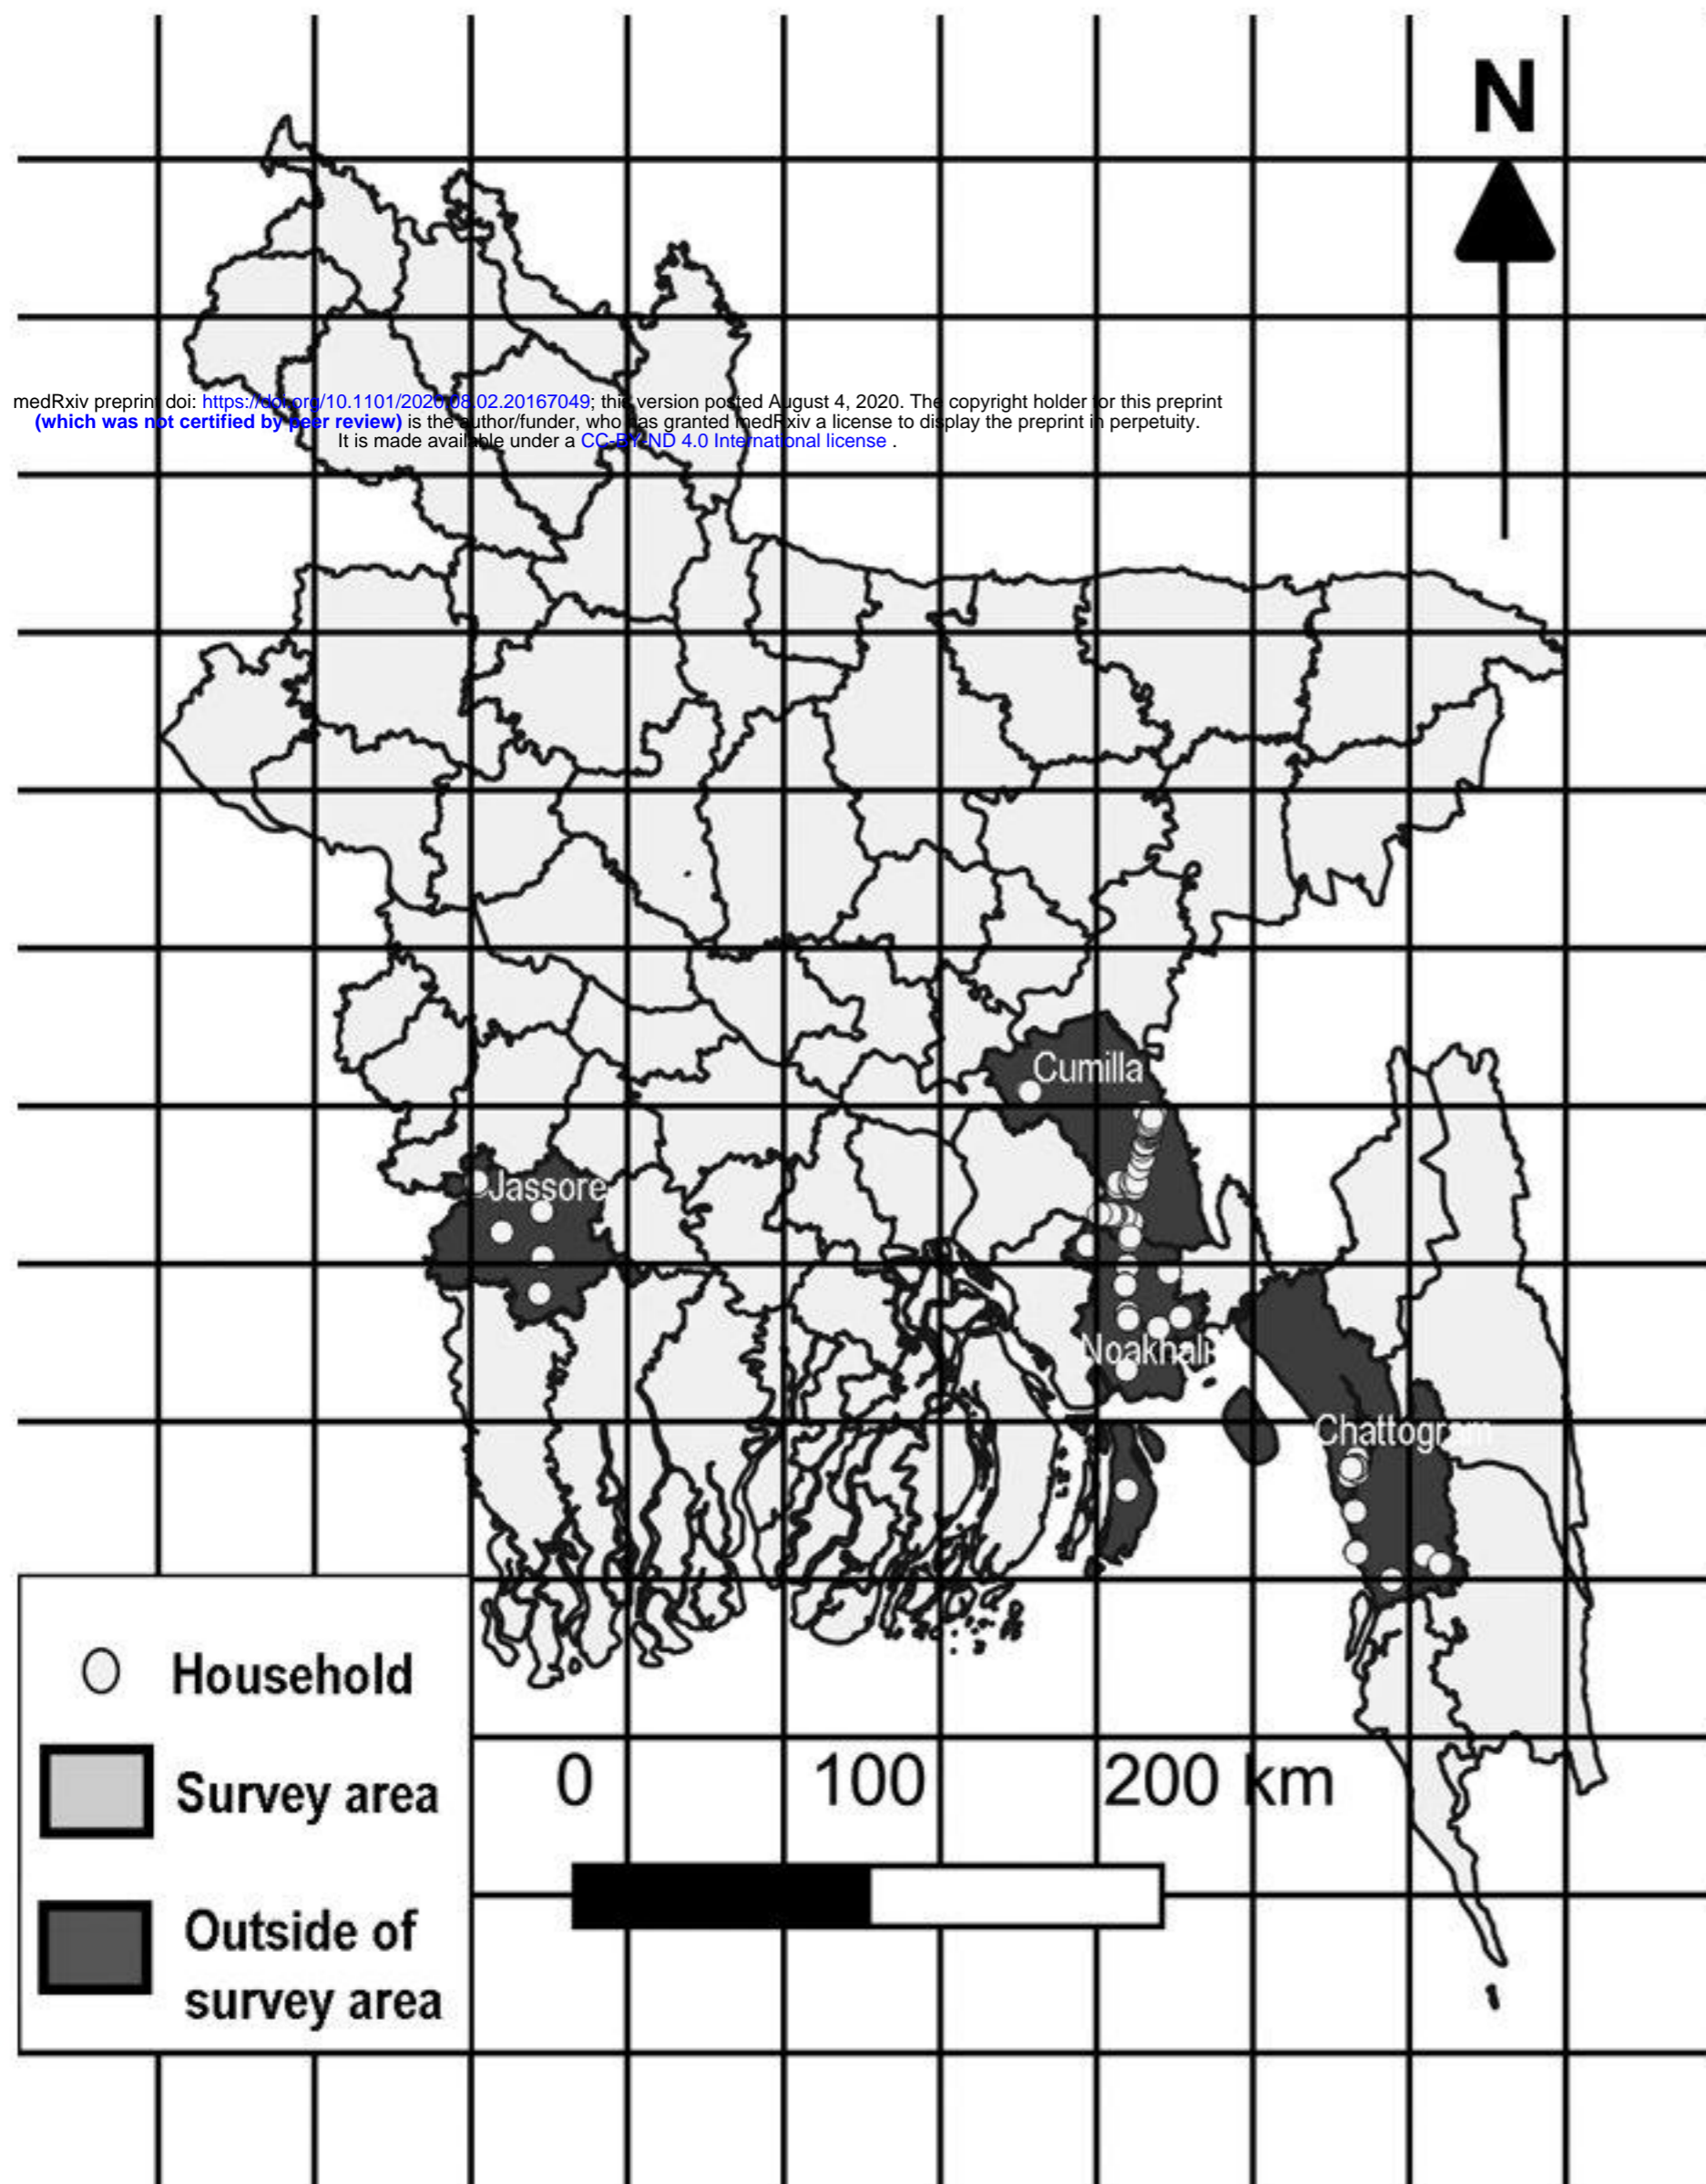 N
medRxiv preprint doi: https://doi.org/10.1101/2020.08.02.20167049; this version posted August 4, 2020. The copyright holder for this preprint
(which was not certified by peer review) is the author/funder, who has granted medRxiv a license to display the preprint in perpetuity.
It is made available under a CC-BY-ND 4.0 International license .
Cumilla
Jassore
Noakhali
Chattogram
Household
Survey area
Outside of
survey area
0 100 200 km